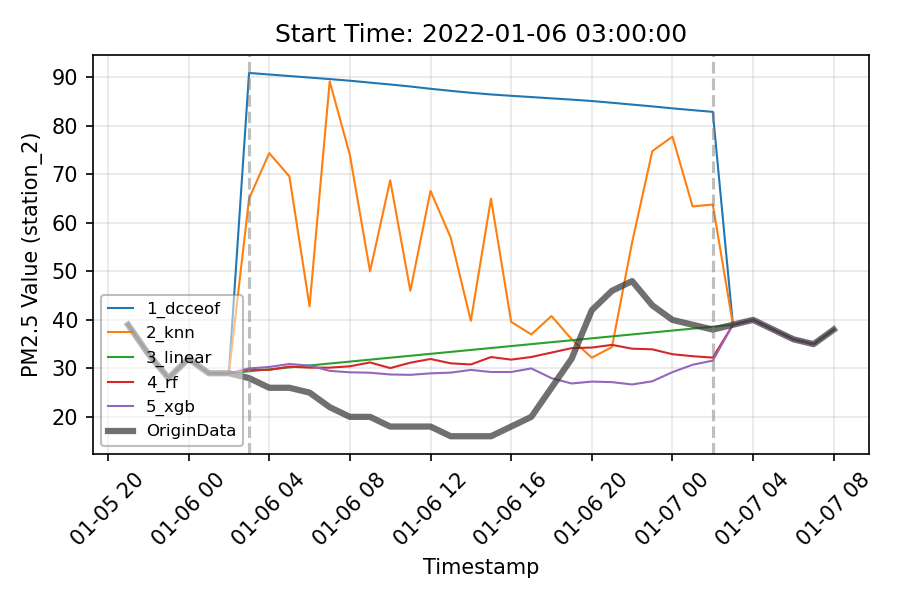 Start Time: 2022-01-06 03:00:00
PM2.5 Value (station_2)
90
80
70
60
50
40
30
20
1_dcceof
2_knn
3_linear
4_rf
5_xgb
OriginData
01-05 20
01-06 00
01-06 04
01-06 08
01-06 12
01-06 16
01-06 20
01-07 00
01-07 04
01-07 08
Timestamp